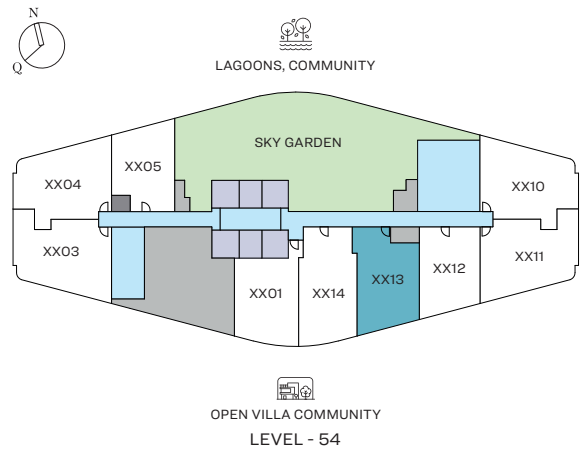 N
Q
LAGOONS, COMMUNITY
SKY GARDEN
XX05
XX04
XX10
XX03
XX11
XX12
XX13
XX01
XX14
OPEN VILLA COMMUNITY
LEVEL - 54